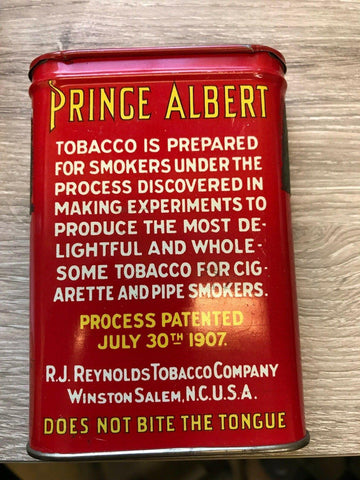 PRINCE ALBERT
TOBACCO IS PREPARED
FOR SMOKERS UNDER THE
PROCESS DISCOVERED IN
MAKING EXPERIMENTS TO
PRODUCE THE MOST DE-
LIGHTFUL AND WHOLE-
SOME TOBACCO FOR CIG-
ARETTE AND PIPE SMOKERS.
PROCESS PATENTED
JULY 30TH 1907.
R.J. REYNOLDS TOBACCO COMPANY
WINSTON SALEM, N.C. U.S.A.
DOES NOT BITE THE TONGUE